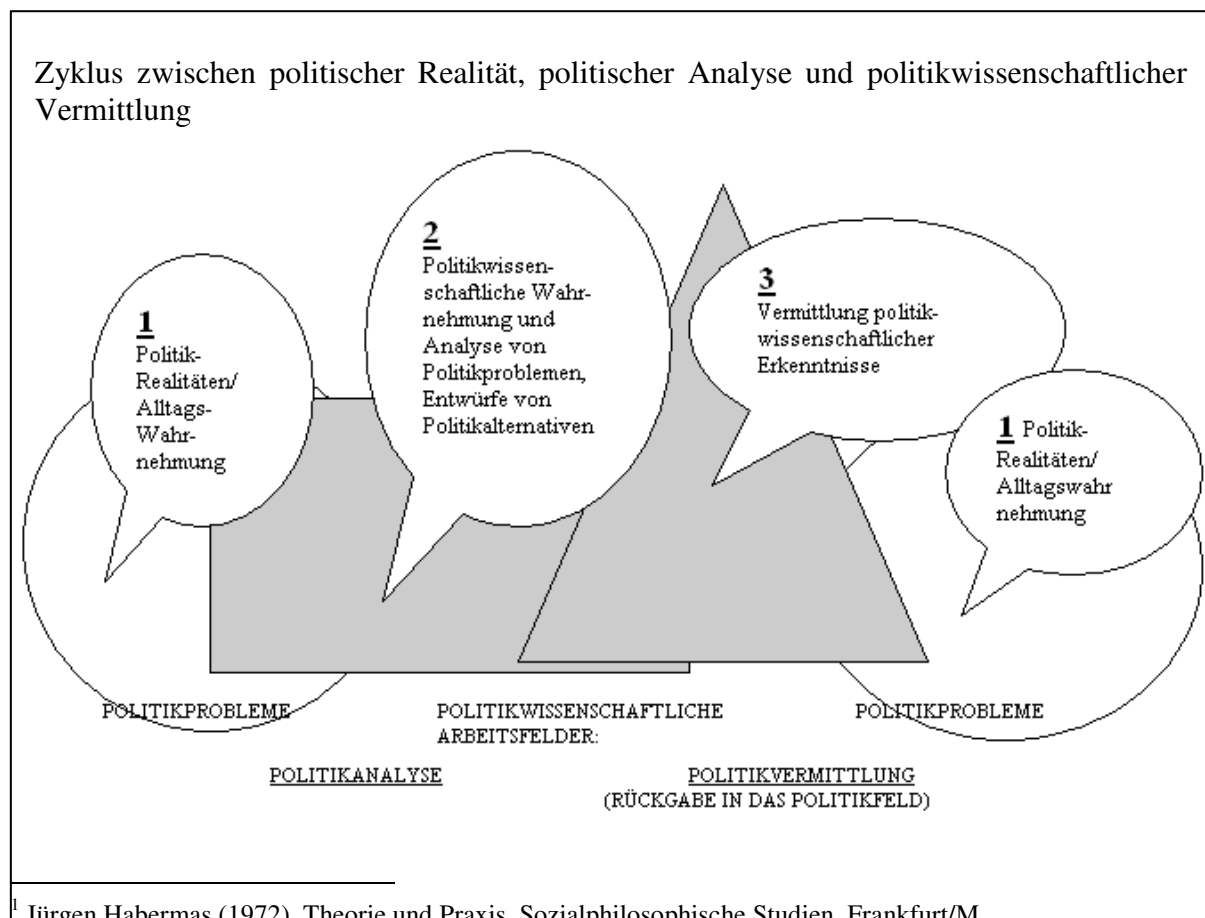 Zyklus zwischen politischer Realität, politischer Analyse und politikwissenschaftlicher
Vermittlung
1
Politik-
Realitäten/
Alltags-
Wahr-
nehmung
2
Politikwissen-
schaftliche Wahr-
nehmung und
Analyse von
Politikproblemen,
Entwürfe von
Politikalternativen
3
Vermittlung politik-
wissenschaftlicher
Erkenntnisse
1 Politik-
Realitäten/
Alltagswahr
nehmung
POLITIKPROBLEME
POLITIKWISSENSCHAFTLICHE
ARBEITSFELDER:
POLITIKPROBLEME
POLITIKANALYSE
POLITIKVERMITTLUNG
(RÜCKGABE IN DAS POLITIKFELD)
1 Jürgen Habermas (1972), Theorie und Praxis. Sozialphilosophische Studien, Frankfurt/M.